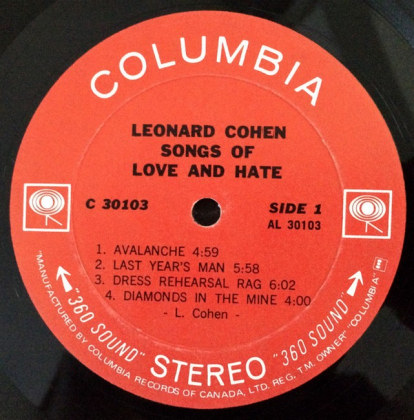 COLUMBIA
LEONARD COHEN
SONGS OF
LOVE AND HATE
C 30103
SIDE 1
AL 30103
1. AVALANCHE 4:59
2. LAST YEAR'S MAN 5:58
3. DRESS REHEARSAL RAG 6:02
4. DIAMONDS IN THE MINE 4:00
- L. Cohen -
"360 SOUND" STEREO "360 SOUND"
"MANUFACTURED BY COLUMBIA RECORDS OF CANADA, LTD. REG. T.M. OWNER" "COLUMBIA"